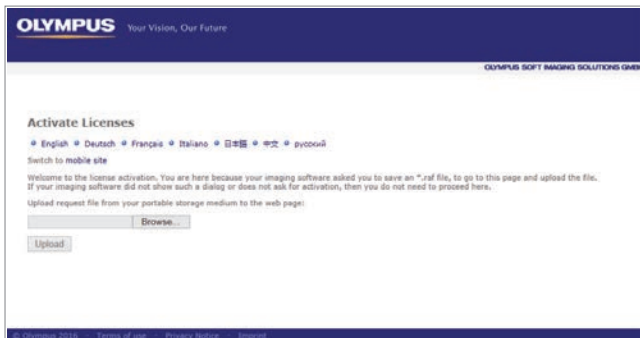 OLYMPUS Your Vision, Our Future
OLYMPUS SOFT IMAGING SOLUTIONS GMB
Activate Licenses
English Deutsch Français Italiano 日本語 中文 русский
Switch to mobile site
Welcome to the license activation. You are here because your imaging software asked you to save an *.raf file, to go to this page and upload the file.
If your imaging software did not show such a dialog or does not ask for activation, then you do not need to proceed here.
Upload request file from your portable storage medium to the web page:
Browse...
Upload
© Olympus 2016 - Terms of use - Privacy Notice - Imprint